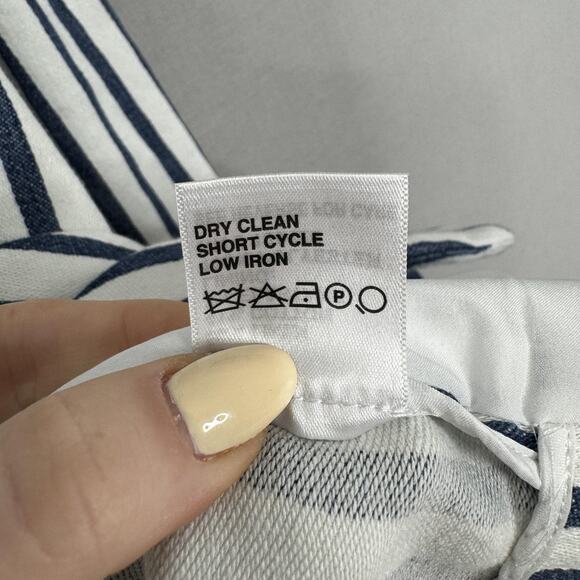 DRY CLEAN
SHORT CYCLE
LOW IRON
P